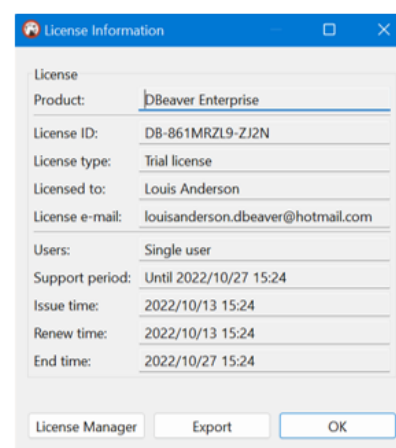 License Information
License
Product: DBeaver Enterprise
License ID: DB-861MRZL9-ZJ2N
License type: Trial license
Licensed to: Louis Anderson
License e-mail: louisanderson.dbeaver@hotmail.com
Users: Single user
Support period: Until 2022/10/27 15:24
Issue time: 2022/10/13 15:24
Renew time: 2022/10/13 15:24
End time: 2022/10/27 15:24
License Manager Export OK